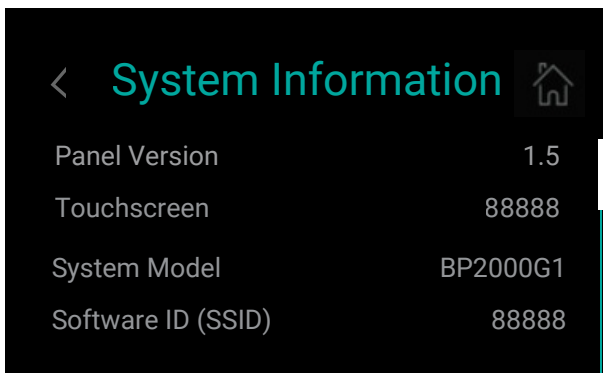 System Information
Panel Version 1.5
Touchscreen 88888
System Model BP2000G1
Software ID (SSID) 88888